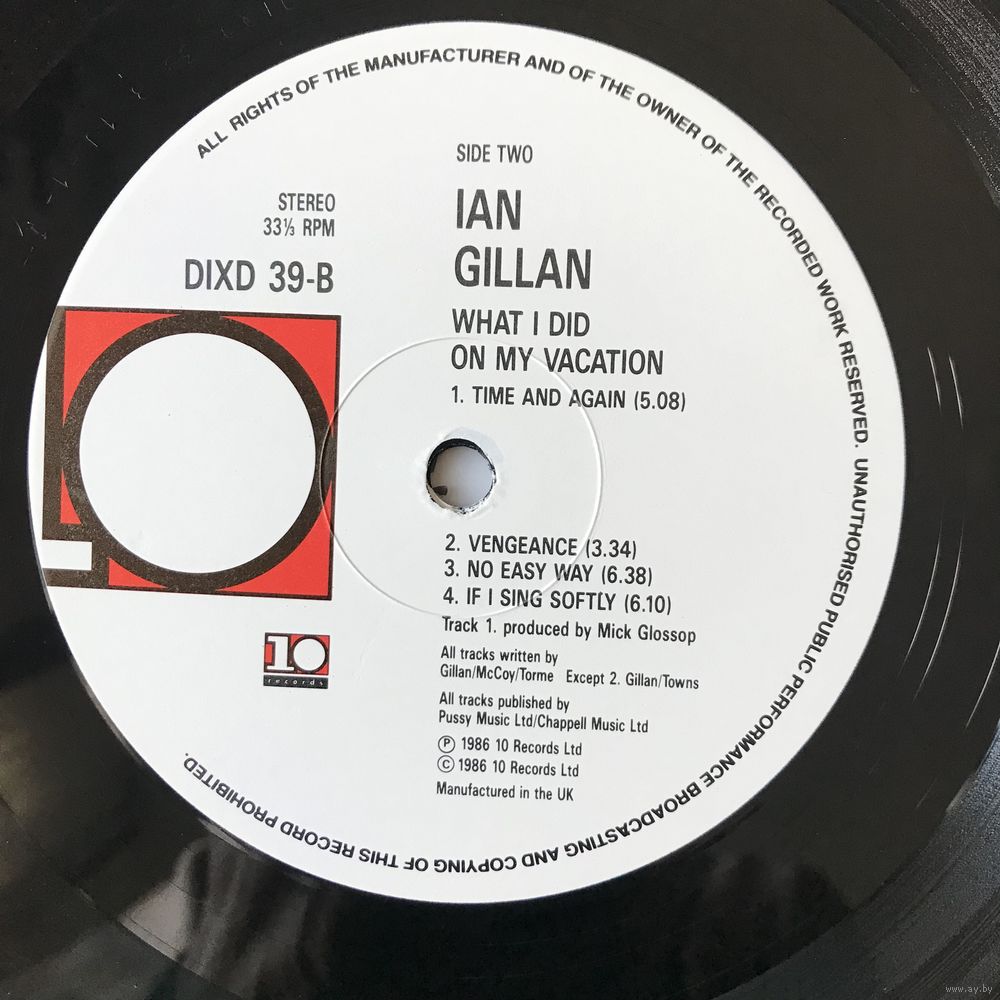 ALL RIGHTS OF THE MANUFACTURER AND OF THE OWNER OF THE RECORDED WORK RESERVED. UNAUTHORISED PUBLIC PERFORMANCE BROADCASTING AND COPYING OF THIS RECORD PROHIBITED.
SIDE TWO
STEREO
33⅓ RPM
DIXD 39-B
IAN
GILLAN
WHAT I DID
ON MY VACATION
1. TIME AND AGAIN (5.08)
2. VENGEANCE (3.34)
3. NO EASY WAY (6.38)
4. IF I SING SOFTLY (6.10)
Track 1. produced by Mick Glossop
All tracks written by
Gillan/McCoy/Torme Except 2. Gillan/Towns
All tracks published by
Pussy Music Ltd/Chappell Music Ltd
Ⓟ 1986 10 Records Ltd
© 1986 10 Records Ltd
Manufactured in the UK
10
10
records
www.ay.by